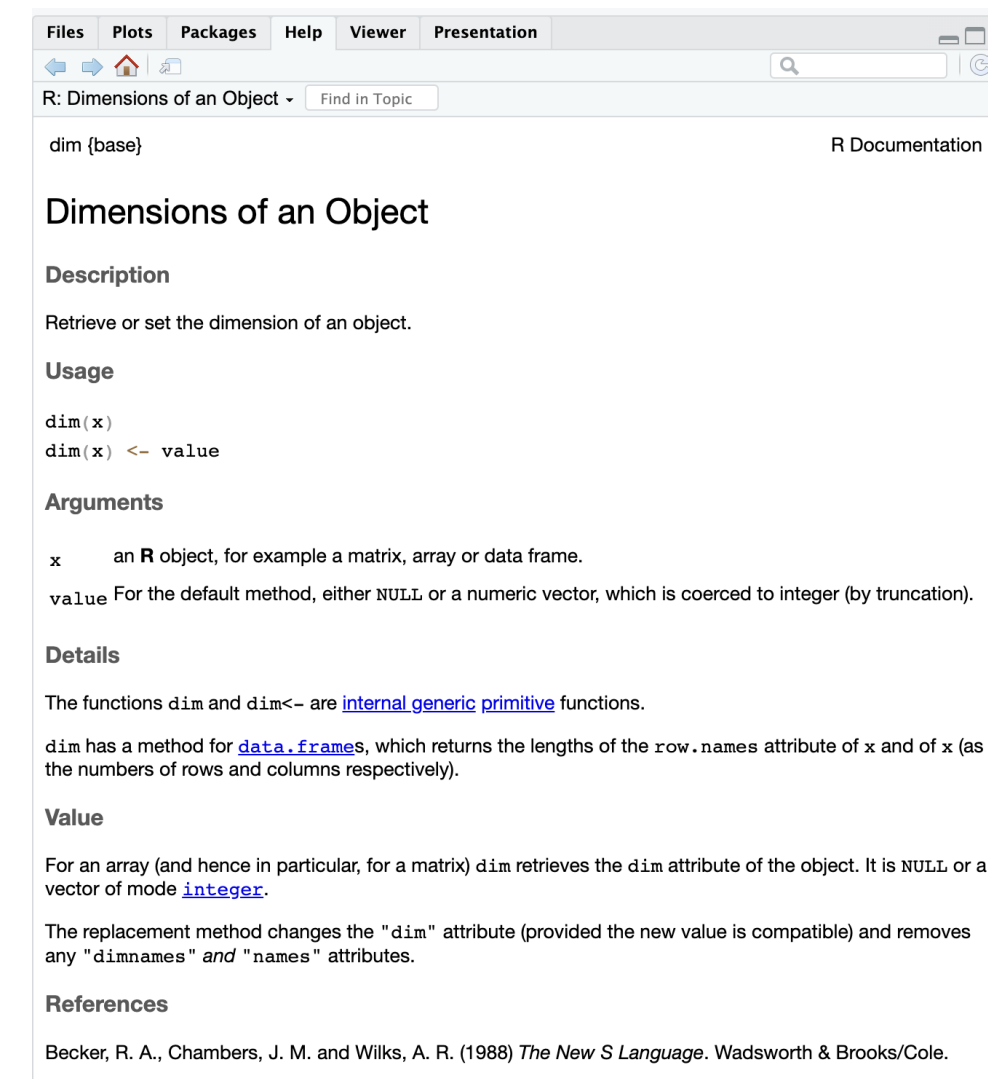 Files Plots Packages Help Viewer Presentation
R: Dimensions of an Object Find in Topic
dim {base} R Documentation
Dimensions of an Object
Description
Retrieve or set the dimension of an object.
Usage
dim(x)
dim(x) <- value
Arguments
x an R object, for example a matrix, array or data frame.
value For the default method, either NULL or a numeric vector, which is coerced to integer (by truncation).
Details
The functions dim and dim<- are internal generic primitive functions.
dim has a method for data.frames, which returns the lengths of the row.names attribute of x and of x (as
the numbers of rows and columns respectively).
Value
For an array (and hence in particular, for a matrix) dim retrieves the dim attribute of the object. It is NULL or a
vector of mode integer.
The replacement method changes the "dim" attribute (provided the new value is compatible) and removes
any "dimnames" and "names" attributes.
References
Becker, R. A., Chambers, J. M. and Wilks, A. R. (1988) The New S Language. Wadsworth & Brooks/Cole.